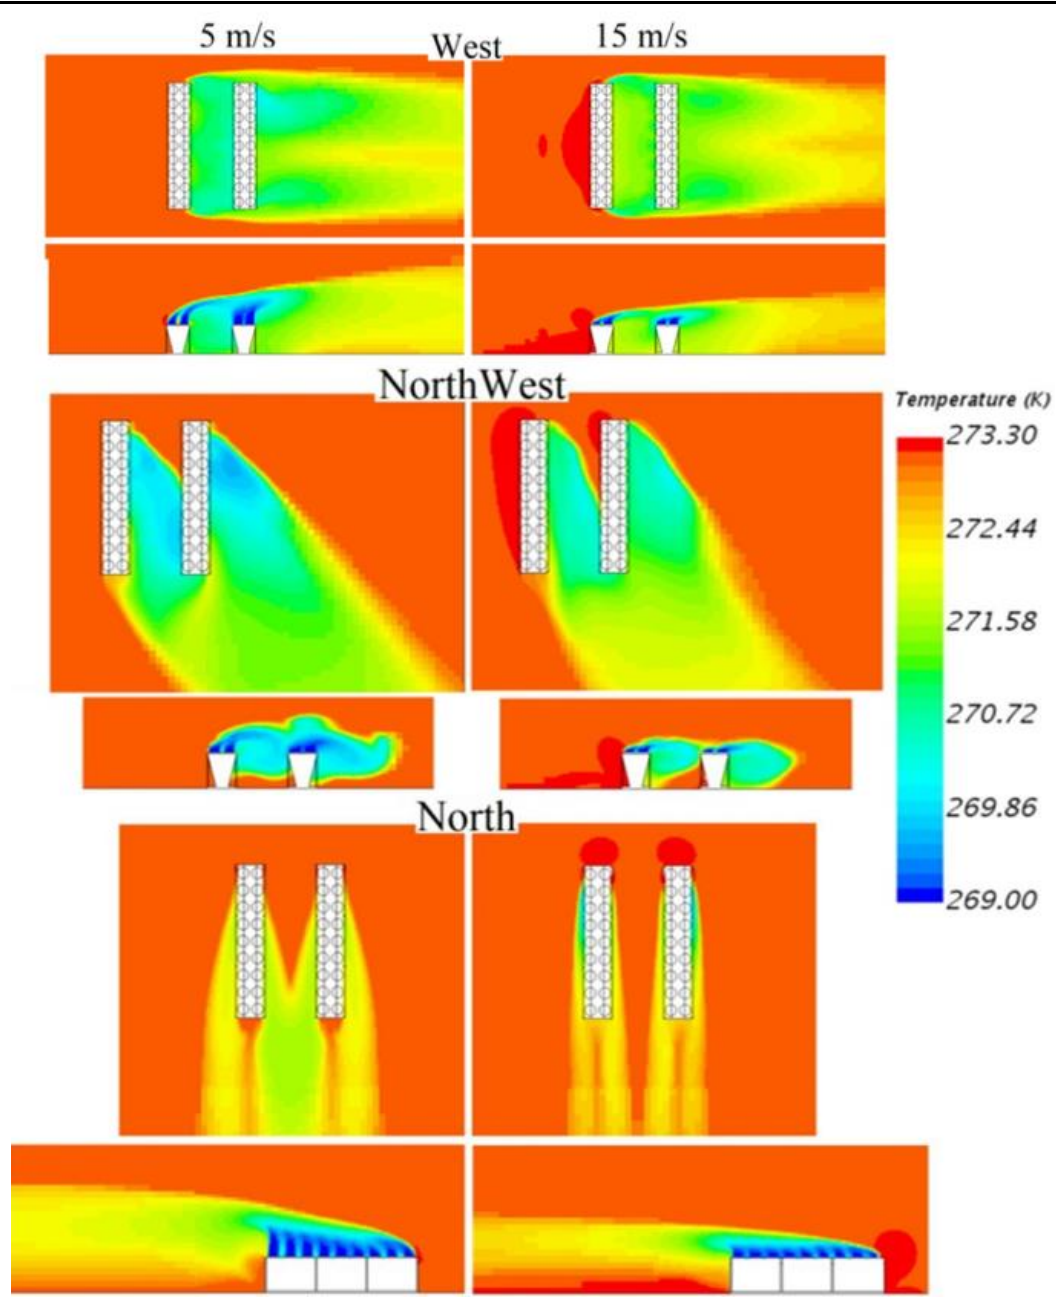 5 m/s
West
15 m/s
NorthWest
Temperature (K)
273.30
272.44
271.58
270.72
269.86
269.00
North